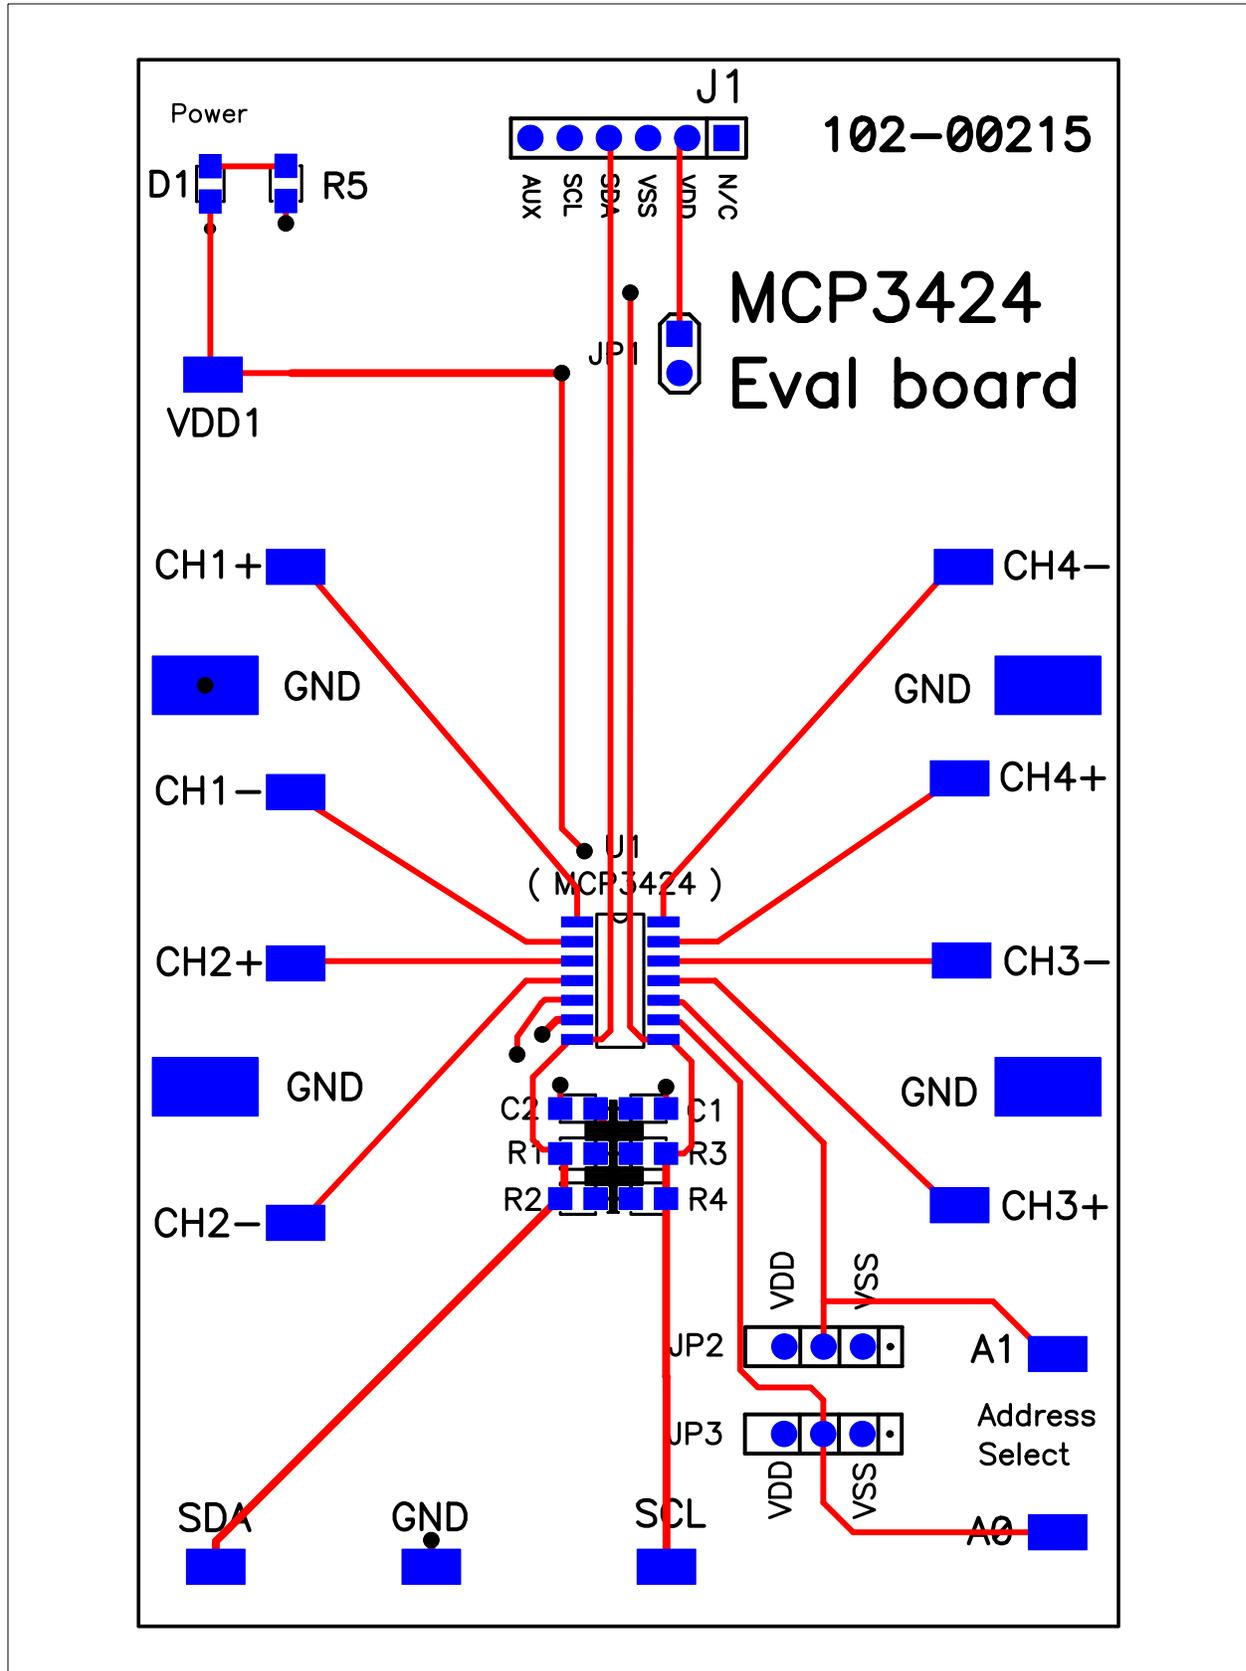 J1
Power
102-00215
D1
R5
AUX
SCL
SDA
VSS
VDD
N/C
MCP3424
JP1
Eval board
VDD1
CH1+
CH4-
GND
GND
CH1-
CH4+
U1
( MCP3424 )
CH2+
CH3-
GND
GND
C2
C1
R1
R3
R2
R4
CH2-
CH3+
VDD
VSS
JP2
A1
Address
Select
JP3
VDD
VSS
SDA
GND
SCL
A0